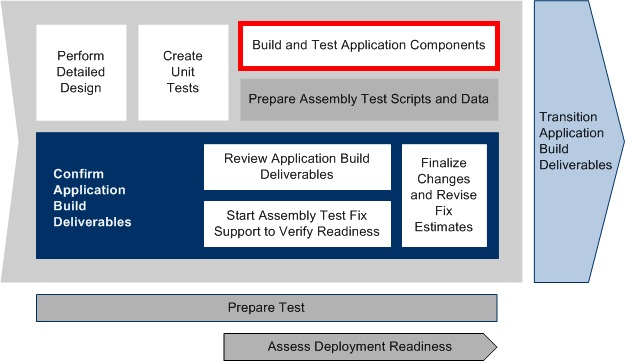 Perform
Detailed
Design
Create
Unit
Tests
Build and Test Application Components
Prepare Assembly Test Scripts and Data
Confirm
Application
Build
Deliverables
Review Application Build
Deliverables
Start Assembly Test Fix
Support to Verify Readiness
Finalize
Changes
and Revise
Fix
Estimates
Transition
Application
Build
Deliverables
Prepare Test
Assess Deployment Readiness